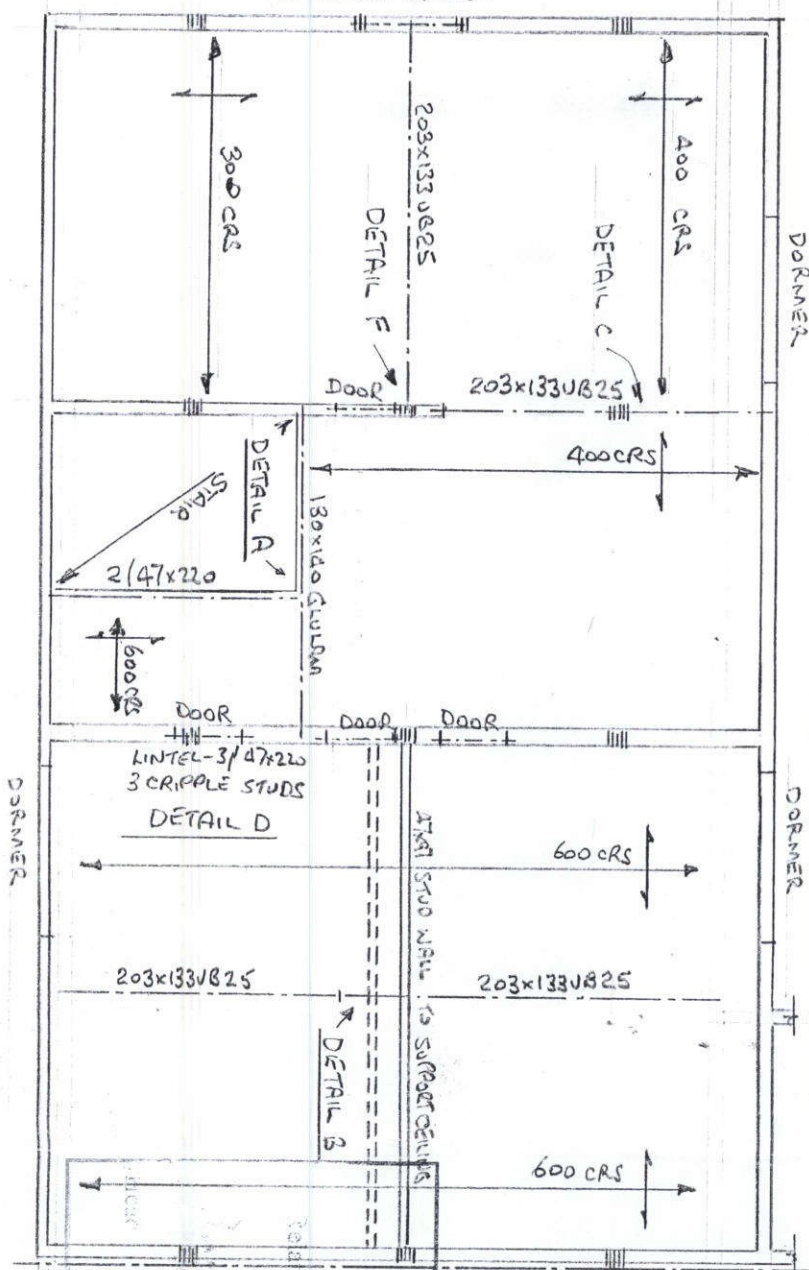 300 CRS
203x133UB25
DETAIL F
400 CRS
DETAIL C
DORMER
DOOR
203x133UB25
400CRS
DETAIL A
STAIR
2/47x220
GLULAM
600CRS
DOOR
DOOR
DOOR
LINTEL-3/47x220
3 CRIPPLE STUDS
DETAIL D
DORMER
DORMER
600 CRS
STUD WALL TO SUPPORT CEILING
203x133UB25
203x133UB25
DETAIL B
600 CRS